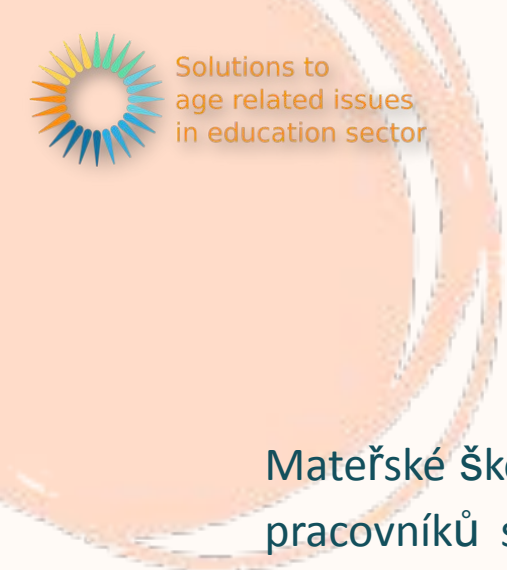 Solutions to
age related issues
in education sector
Mateřské
pracovníků